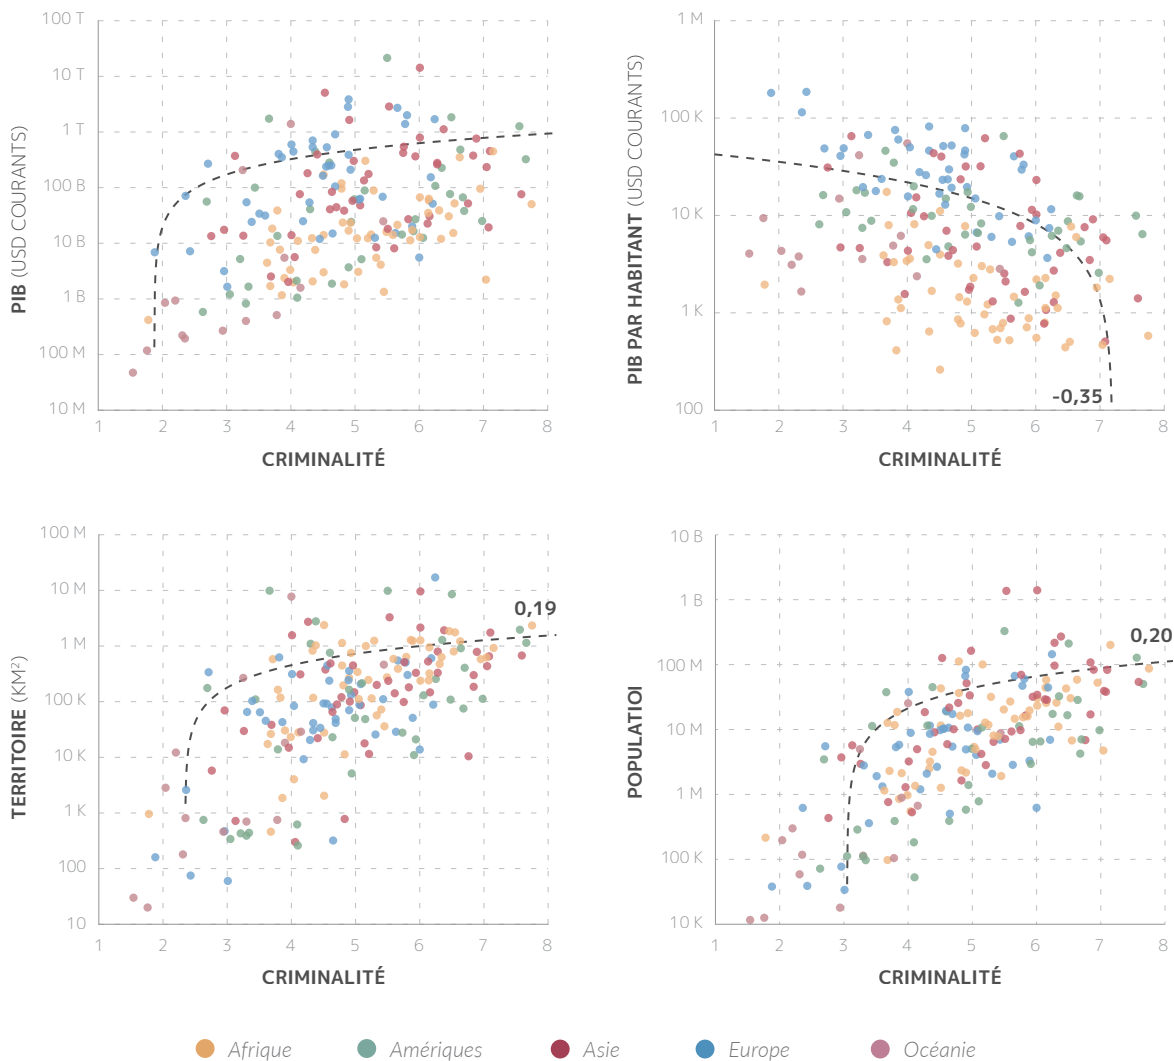 100 T
10 T
1 T
100 B
10 B
1 B
100 M
10 M
PIB (USD COURANTS)
1 2 3 4 5 6 7 8
CRIMINALITÉ
1 M
100 K
10 K
1 K
100
PIB PAR HABITANT (USD COURANTS)
-0,35
1 2 3 4 5 6 7 8
CRIMINALITÉ
100 M
10 M
1 M
100 K
10 K
1 K
100
10
TERRITOIRE (KM²)
0,19
1 2 3 4 5 6 7 8
CRIMINALITÉ
10 B
1 B
100 M
10 M
1 M
100 K
10 K
POPULATIOI
0,20
1 2 3 4 5 6 7 8
CRIMINALITÉ
Afrique Amériques Asie Europe Océanie